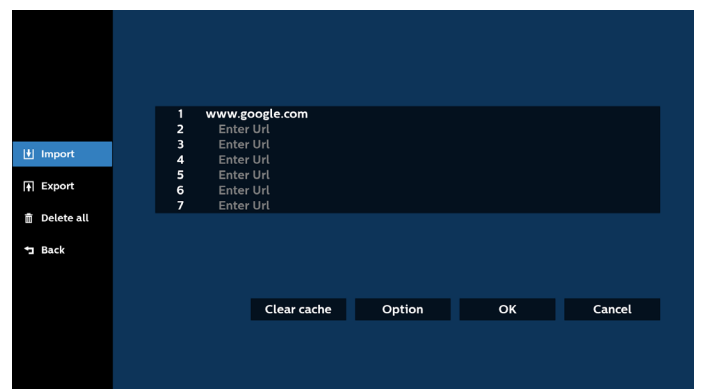 1 www.google.com
2 Enter Url
3 Enter Url
4 Enter Url
5 Enter Url
6 Enter Url
7 Enter Url
Import
Export
Delete all
Back
Clear cache Option OK Cancel